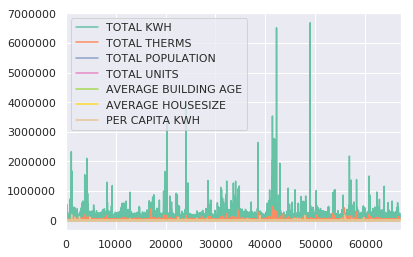 7000000
6000000
5000000
4000000
3000000
2000000
1000000
0
TOTAL KWH
TOTAL THERMS
TOTAL POPULATION
TOTAL UNITS
AVERAGE BUILDING AGE
AVERAGE HOUSESIZE
PER CAPITA KWH
0 10000 20000 30000 40000 50000 60000